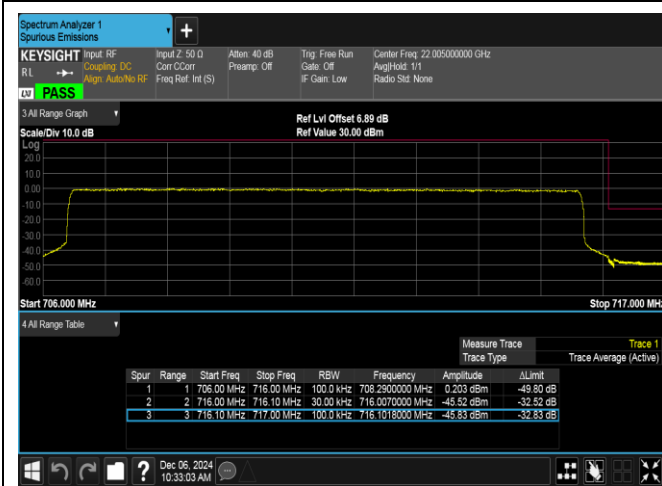 Spectrum Analyzer 1
Spurious Emissions
+
KEYSIGHT Input: RF Input Z: 50 Ω Atten: 40 dB Trig: Free Run Center Freq: 22.005000000 GHz
RL Coupling: DC Corr CCorr Preamp: Off Gate: Off Avg|Hold: 1/1
Align: Auto/No RF Freq Ref: Int (S) IF Gain: Low Radio Std: None
LXI PASS
3 All Range Graph
Ref Lvl Offset 6.89 dB
Scale/Div 10.0 dB Ref Value 30.00 dBm
Log
20.0
10.0
0.00
-10.0
-20.0
-30.0
-40.0
-50.0
-60.0
Start 706.000 MHz Stop 717.000 MHz
4 All Range Table
Measure Trace Trace 1
Trace Type Trace Average (Active)
Spur Range Start Freq Stop Freq RBW Frequency Amplitude ΔLimit
1 1 706.00 MHz 716.00 MHz 100.0 kHz 708.2900000 MHz 0.203 dBm -49.80 dB
2 2 716.00 MHz 716.10 MHz 30.00 kHz 716.0070000 MHz -45.52 dBm -32.52 dB
3 3 716.10 MHz 717.00 MHz 100.0 kHz 716.1018000 MHz -45.83 dBm -32.83 dB
? Dec 06, 2024
10:33:03 AM